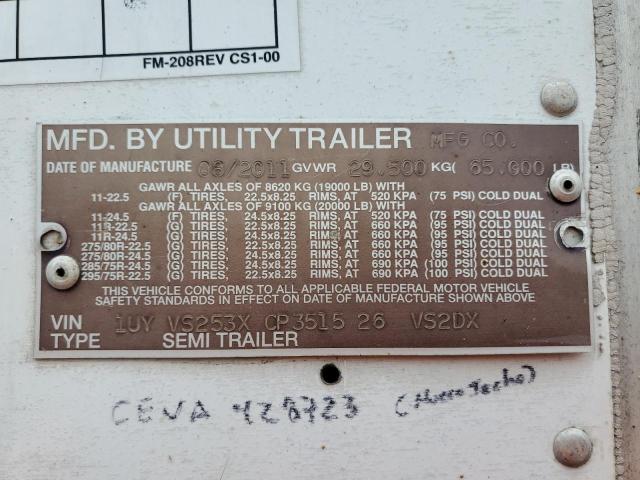 FM-208REV CS1-00
MFD. BY UTILITY TRAILER MFG CO.
DATE OF MANUFACTURE 08/2011 GVWR 29.500 KG( 65.000 LB)
GAWR ALL AXLES OF 8620 KG (19000 LB) WITH
11-22.5 (F) TIRES, 22.5x8.25 RIMS, AT 520 KPA (75 PSI) COLD DUAL
GAWR ALL AXLES OF 9100 KG (20000 LB) WITH
11-24.5 (F) TIRES, 24.5x8.25 RIMS, AT 520 KPA (75 PSI) COLD DUAL
11R-22.5 (G) TIRES, 22.5x8.25 RIMS, AT 660 KPA (95 PSI) COLD DUAL
11R-24.5 (G) TIRES, 24.5x8.25 RIMS, AT 660 KPA (95 PSI) COLD DUAL
275/80R-22.5 (G) TIRES, 22.5x8.25 RIMS, AT 660 KPA (95 PSI) COLD DUAL
275/80R-24.5 (G) TIRES, 24.5x8.25 RIMS, AT 660 KPA (95 PSI) COLD DUAL
285/75R-24.5 (G) TIRES, 24.5x8.25 RIMS, AT 690 KPA (100 PSI) COLD DUAL
295/75R-22.5 (G) TIRES, 22.5x8.25 RIMS, AT 690 KPA (100 PSI) COLD DUAL
THIS VEHICLE CONFORMS TO ALL APPLICABLE FEDERAL MOTOR VEHICLE
SAFETY STANDARDS IN EFFECT ON DATE OF MANUFACTURE SHOWN ABOVE
VIN 1UY VS253X CP3515 26 VS2DX
TYPE SEMI TRAILER
CEVA 428723